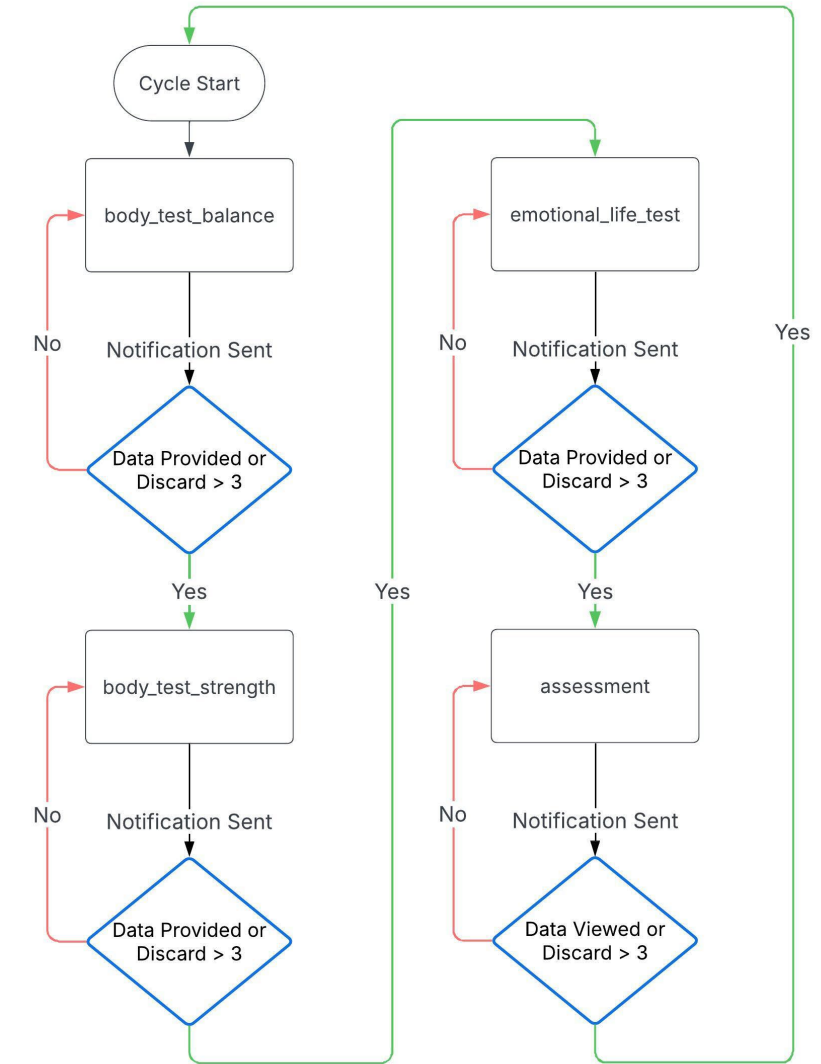 Cycle Start
body_test_balance
No
Notification Sent
Data Provided or
Discard > 3
Yes
body_test_strength
No
Notification Sent
Data Provided or
Discard > 3
Yes
emotional_life_test
No
Notification Sent
Data Provided or
Discard > 3
Yes
assessment
No
Notification Sent
Data Viewed or
Discard > 3
Yes